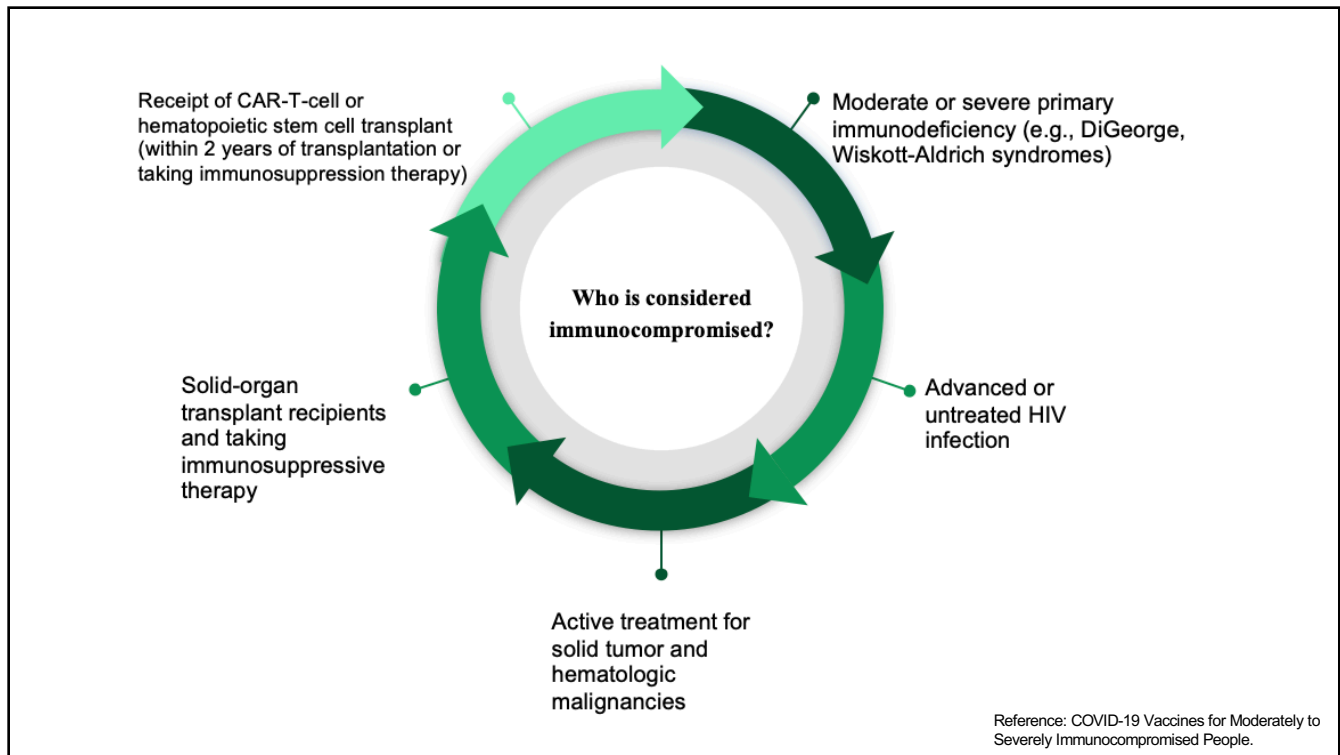 Receipt of CAR-T-cell or
hematopoietic stem cell transplant
(within 2 years of transplantation or
taking immunosuppression therapy)
Moderate or severe primary
immunodeficiency (e.g., DiGeorge,
Wiskott-Aldrich syndromes)
Who is considered
immunocompromised?
Solid-organ
transplant recipients
and taking
immunosuppressive
therapy
Advanced or
untreated HIV
infection
Active treatment for
solid tumor and
hematologic
malignancies
Reference: COVID-19 Vaccines for Moderately to
Severely Immunocompromised People.